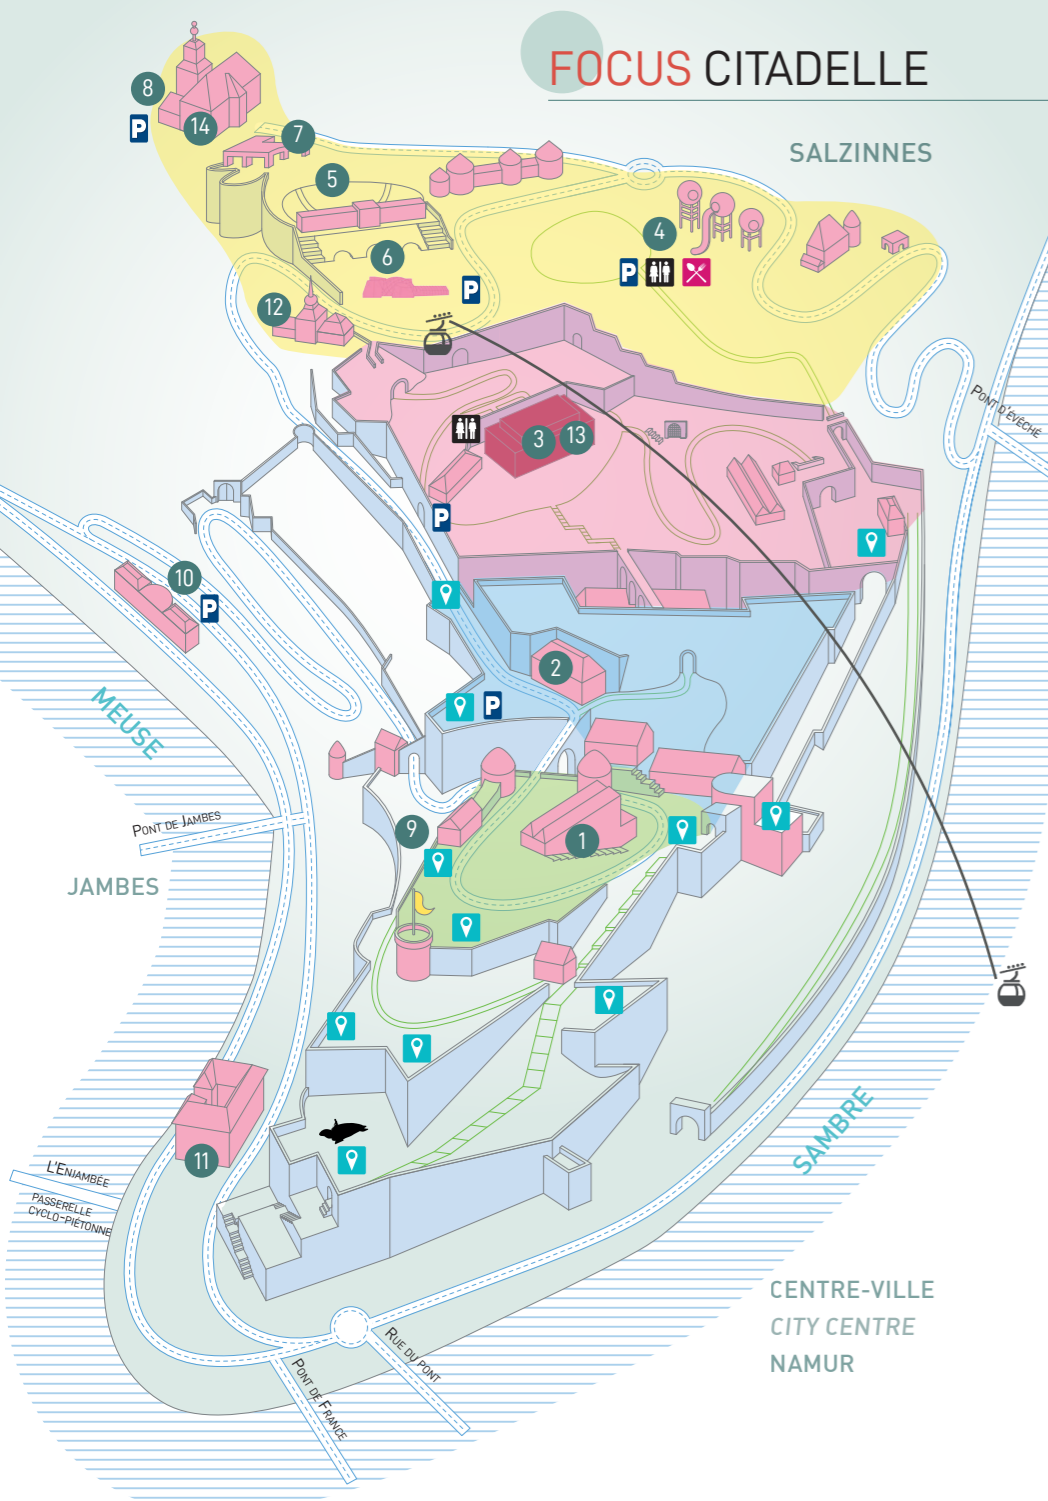 FOCUS CITADELLE
SALZINNES
8
P
14
7
5
4
6
P
P
12
PONT D'ÉVÊCHÉ
3
13
P
10
P
2
P
MEUSE
PONT DE JAMBES
9
1
JAMBES
SAMBRE
11
L'ENJAMBÉE
PASSERELLE
CYCLO-PIÉTONNE
CENTRE-VILLE
CITY CENTRE
NAMUR
RUE DU PONT
PONT DE FRANCE